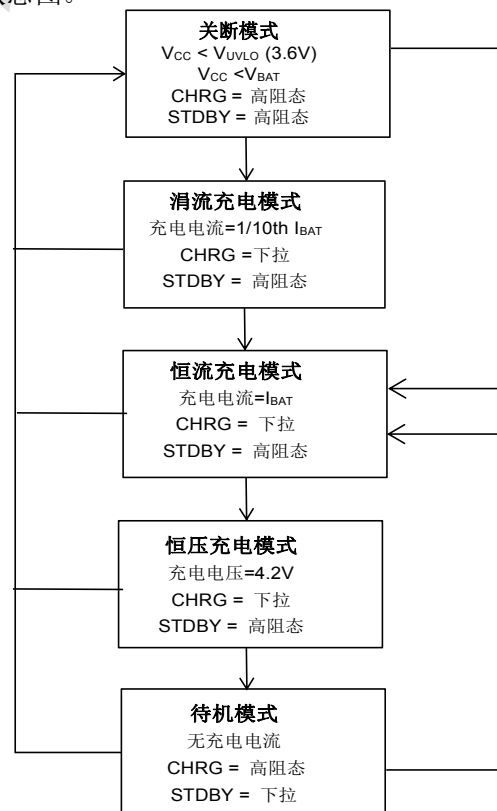 意图。
关断模式
VCC < VUVLO (3.6V)
VCC <VBAT
CHRG = 高阻态
STDBY = 高阻态
涓流充电模式
充电电流=1/10th IBAT
CHRG =下拉
STDBY = 高阻态
恒流充电模式
充电电流=IBAT
CHRG = 下拉
STDBY = 高阻态
恒压充电模式
充电电压=4.2V
CHRG = 下拉
STDBY = 高阻态
待机模式
无充电电流
CHRG = 高阻态
STDBY = 下拉